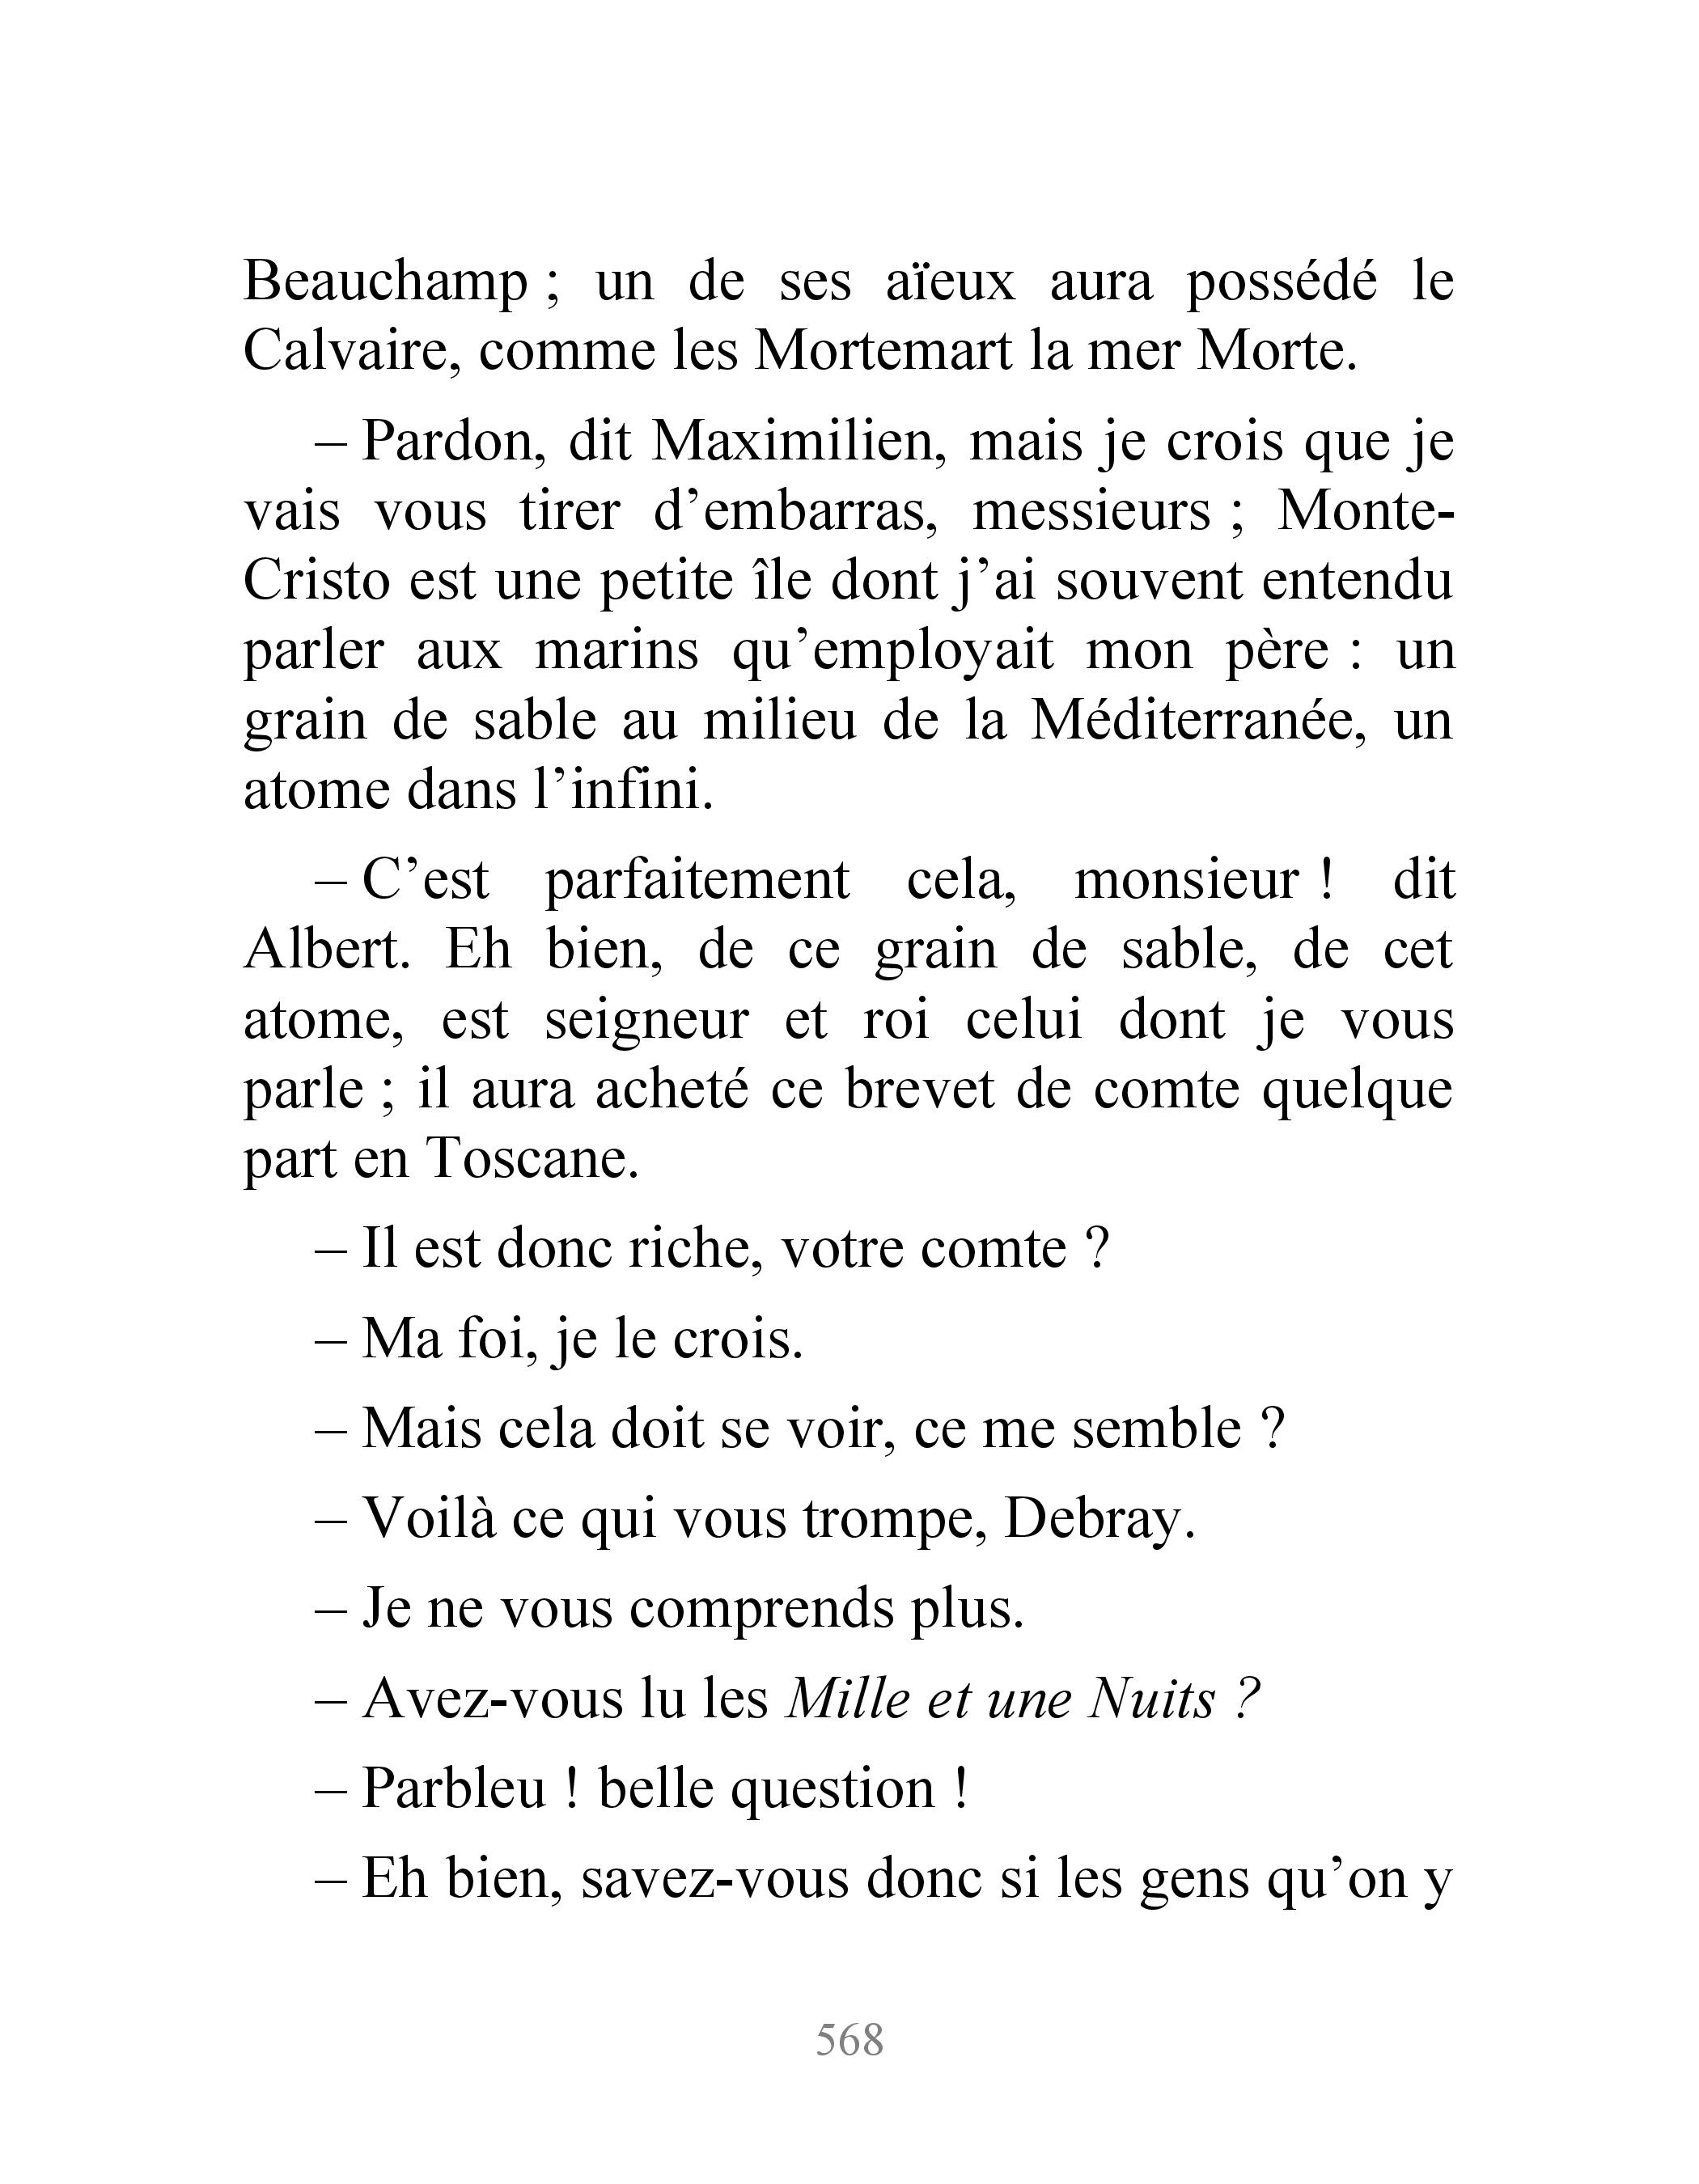 Beauchamp ; un de ses aïeux aura possédé le
Calvaire, comme les Mortemart la mer Morte.
– Pardon, dit Maximilien, mais je crois que je
vais vous tirer d’embarras, messieurs ; Monte-
Cristo est une petite île dont j’ai souvent entendu
parler aux marins qu’employait mon père : un
grain de sable au milieu de la Méditerranée, un
atome dans l’infini.
– C’est parfaitement cela, monsieur ! dit
Albert. Eh bien, de ce grain de sable, de cet
atome, est seigneur et roi celui dont je vous
parle ; il aura acheté ce brevet de comte quelque
part en Toscane.
– Il est donc riche, votre comte ?
– Ma foi, je le crois.
– Mais cela doit se voir, ce me semble ?
– Voilà ce qui vous trompe, Debray.
– Je ne vous comprends plus.
– Avez-vous lu les Mille et une Nuits ?
– Parbleu ! belle question !
– Eh bien, savez-vous donc si les gens qu’on y
568